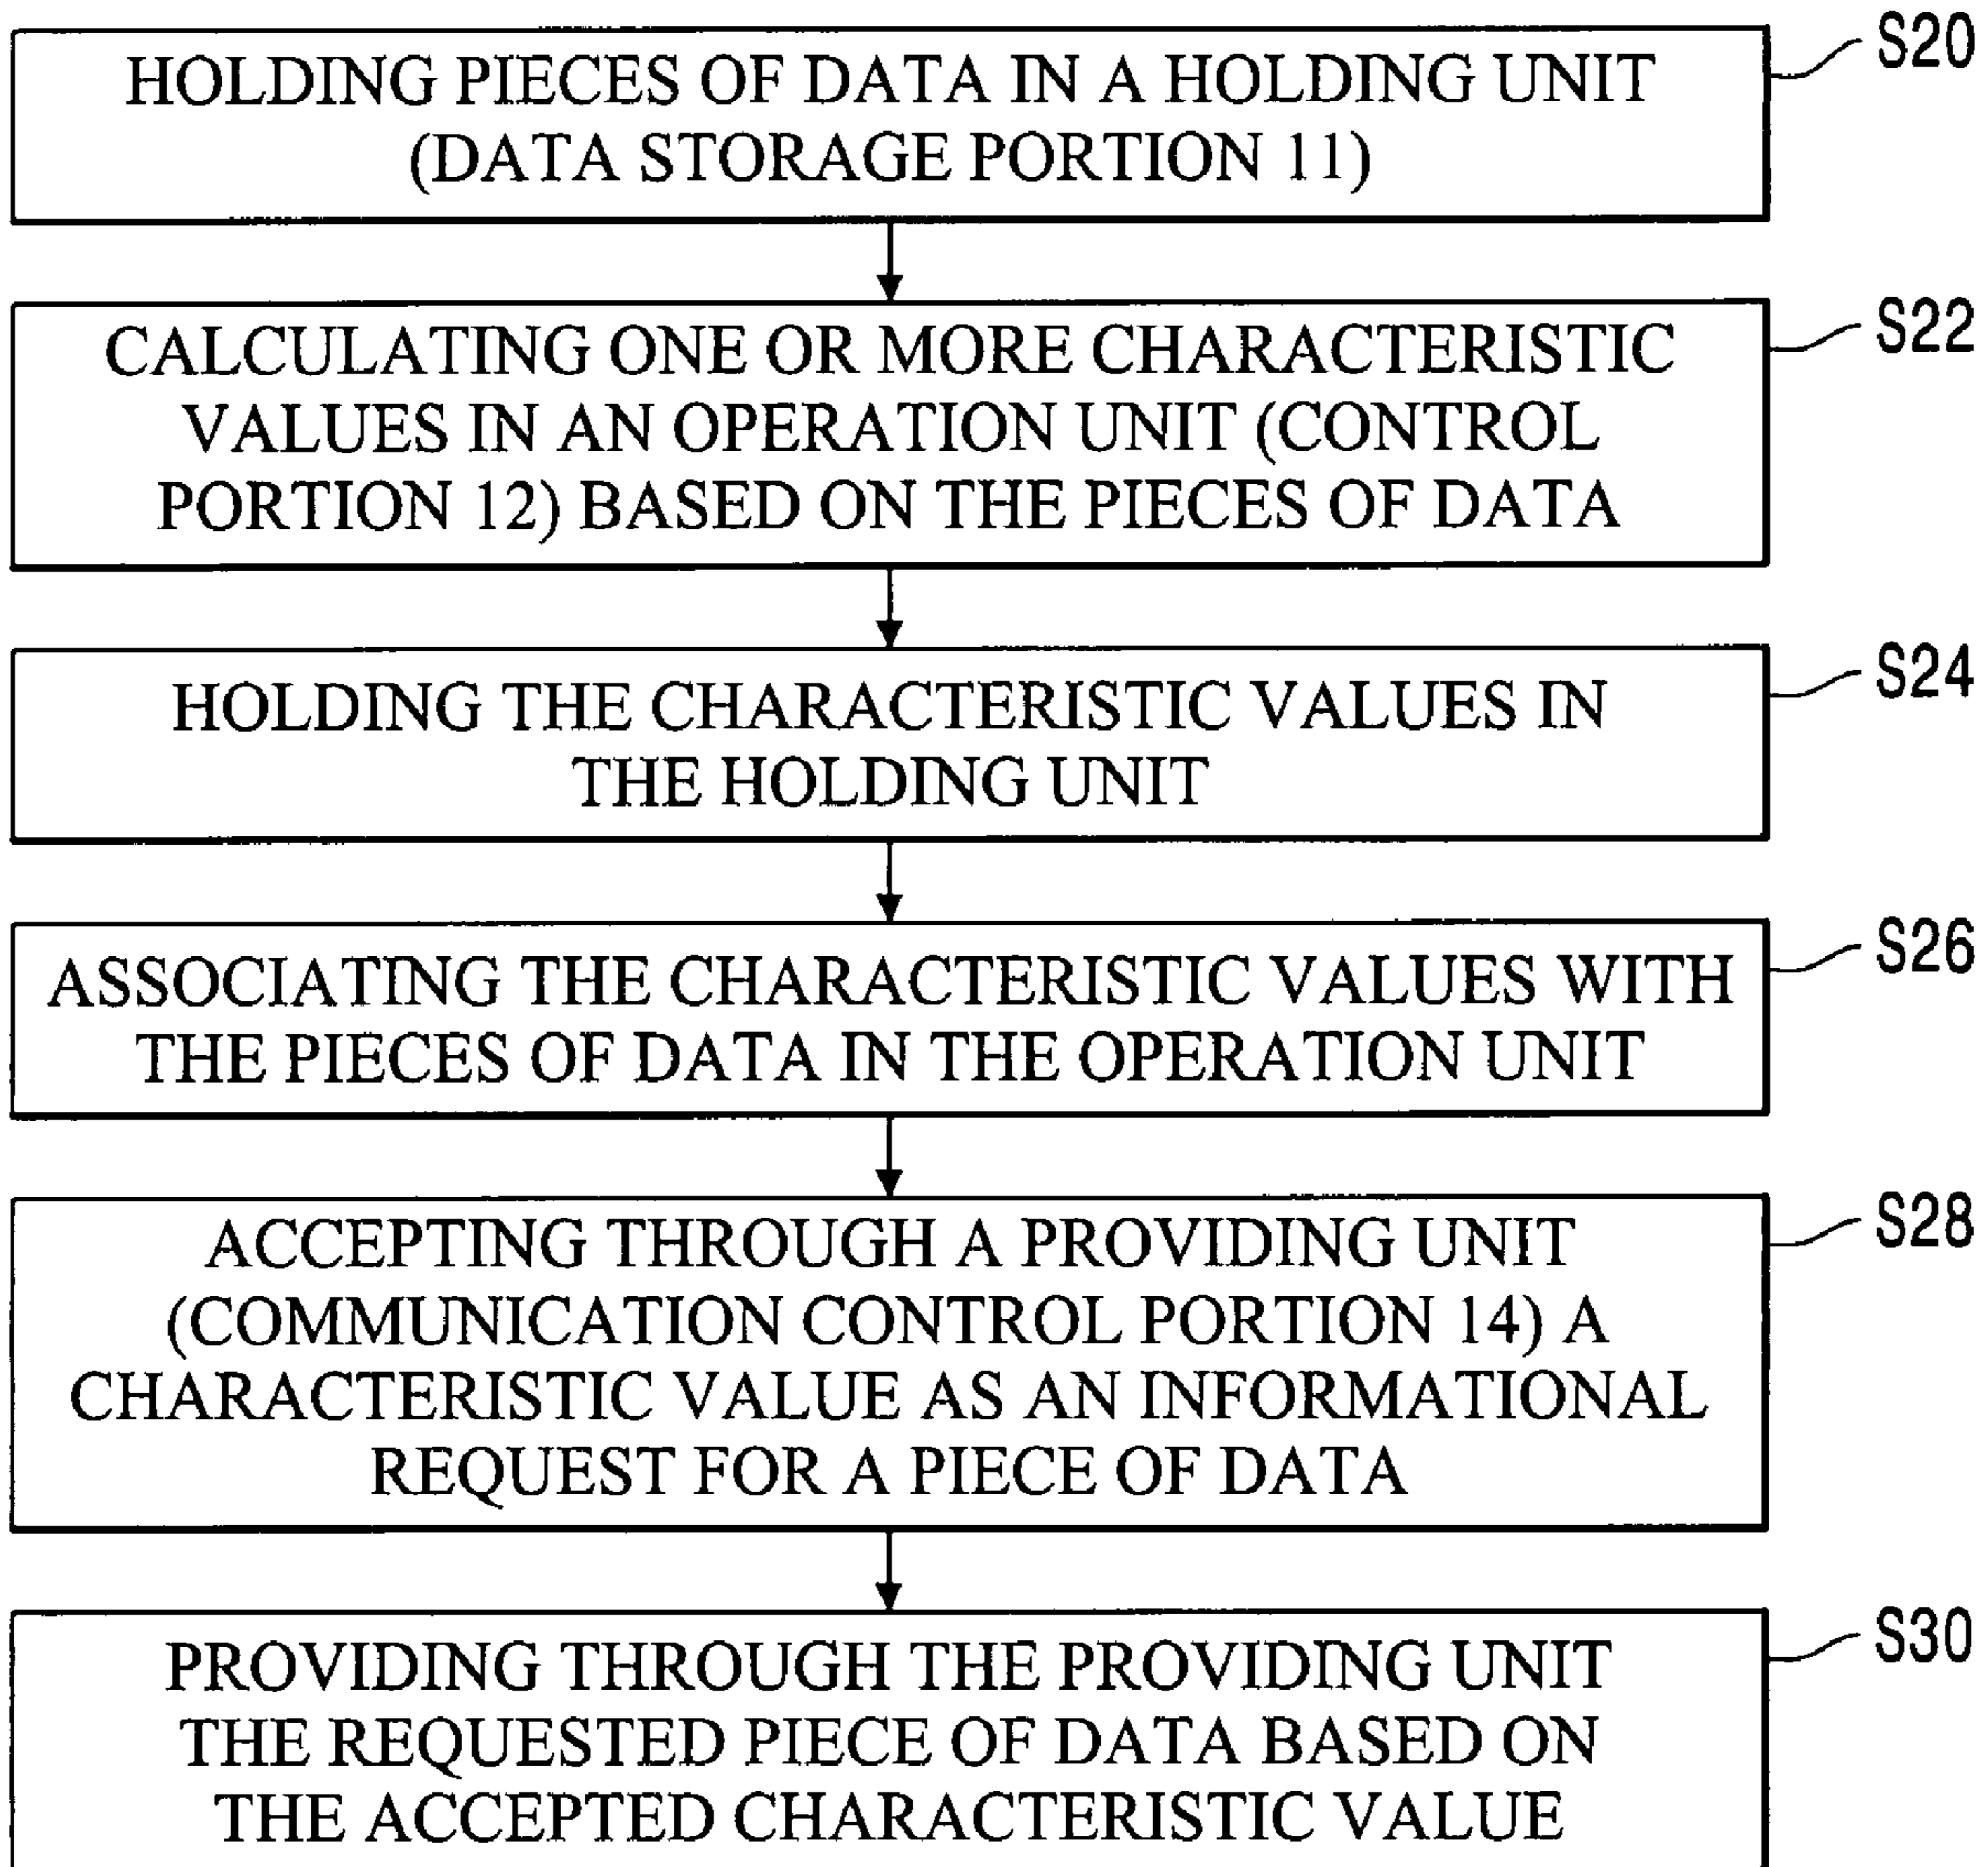 HOLDING PIECES OF DATA IN A HOLDING UNIT
(DATA STORAGE PORTION 11)
S20
CALCULATING ONE OR MORE CHARACTERISTIC
VALUES IN AN OPERATION UNIT (CONTROL
PORTION 12) BASED ON THE PIECES OF DATA
S22
HOLDING THE CHARACTERISTIC VALUES IN
THE HOLDING UNIT
S24
ASSOCIATING THE CHARACTERISTIC VALUES WITH
THE PIECES OF DATA IN THE OPERATION UNIT
S26
ACCEPTING THROUGH A PROVIDING UNIT
(COMMUNICATION CONTROL PORTION 14) A
CHARACTERISTIC VALUE AS AN INFORMATIONAL
REQUEST FOR A PIECE OF DATA
S28
PROVIDING THROUGH THE PROVIDING UNIT
THE REQUESTED PIECE OF DATA BASED ON
THE ACCEPTED CHARACTERISTIC VALUE
S30